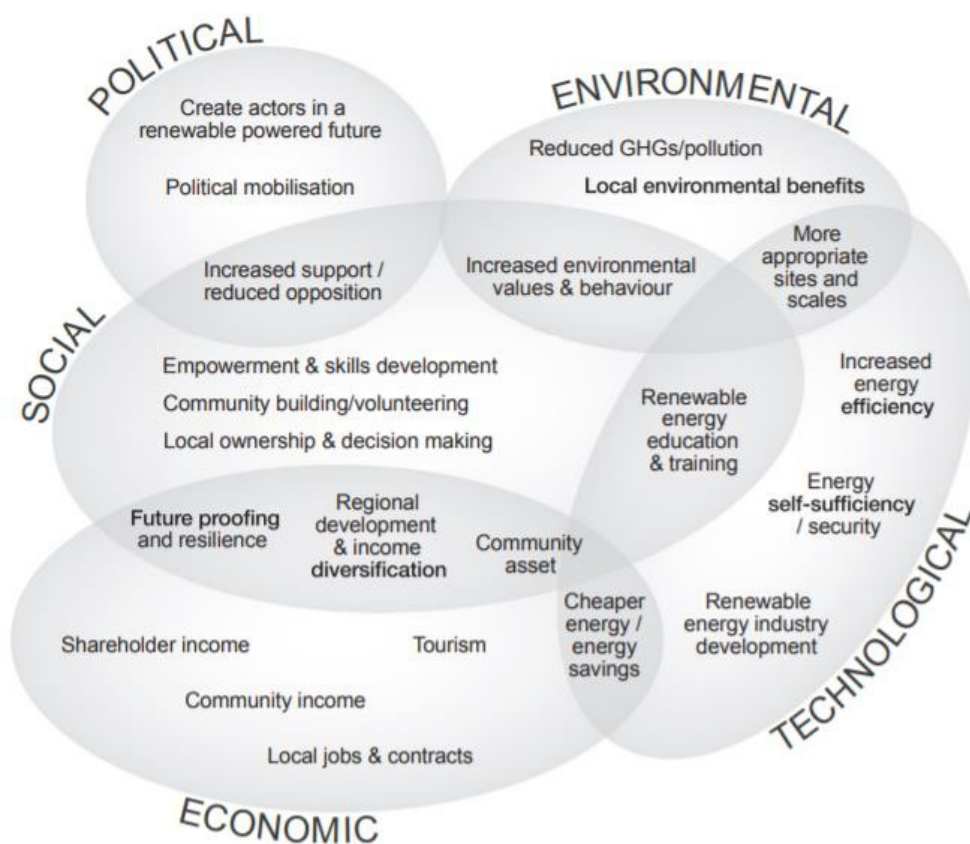 POLITICAL
Create actors in a
renewable powered future
Political mobilisation
ENVIRONMENTAL
Reduced GHGs/pollution
Local environmental benefits
More
appropriate
sites and
scales
Increased support /
reduced opposition
Increased environmental
values & behaviour
SOCIAL
Empowerment & skills development
Community building/volunteering
Local ownership & decision making
Renewable
energy
education
& training
Increased
energy
efficiency
Energy
self-sufficiency
/ security
Renewable
energy industry
development
TECHNOLOGICAL
Future proofing
and resilience
Regional
development
& income
diversification
Community
asset
Cheaper
energy /
energy
savings
Shareholder income
Tourism
Community income
Local jobs & contracts
ECONOMIC